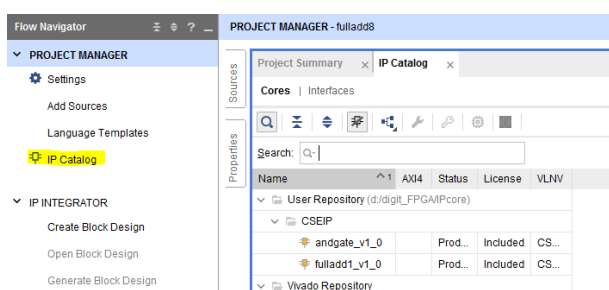 Flow Navigator
PROJECT MANAGER
Settings
Add Sources
Language Templates
IP Catalog
IP INTEGRATOR
Create Block Design
Open Block Design
Generate Block Design
PROJECT MANAGER - fulladd8
Sources
Properties
Project Summary IP Catalog
Cores | Interfaces
Search: Q-
Name 1 AXI4 Status License VLNV
User Repository (d:/digit_FPGA/IPcore)
CSEIP
andgate_v1_0 Prod... Included CS...
fulladd1_v1_0 Prod... Included CS...
Vivado Repository